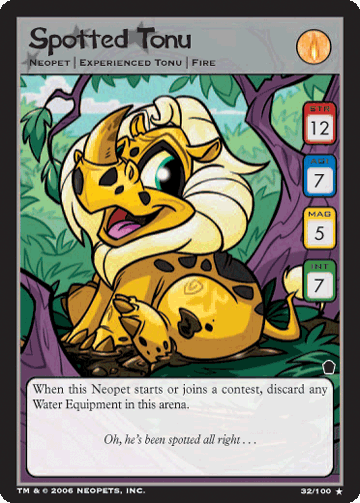 Spotted Tonu
Neopet | Experienced Tonu | Fire
STR
12
AGI
7
MAG
5
INT
7
When this Neopet starts or joins a contest, discard any
Water Equipment in this arena.
Oh, he's been spotted all right . . .
TM & © 2006 NEOPETS, INC.
32/100 ★